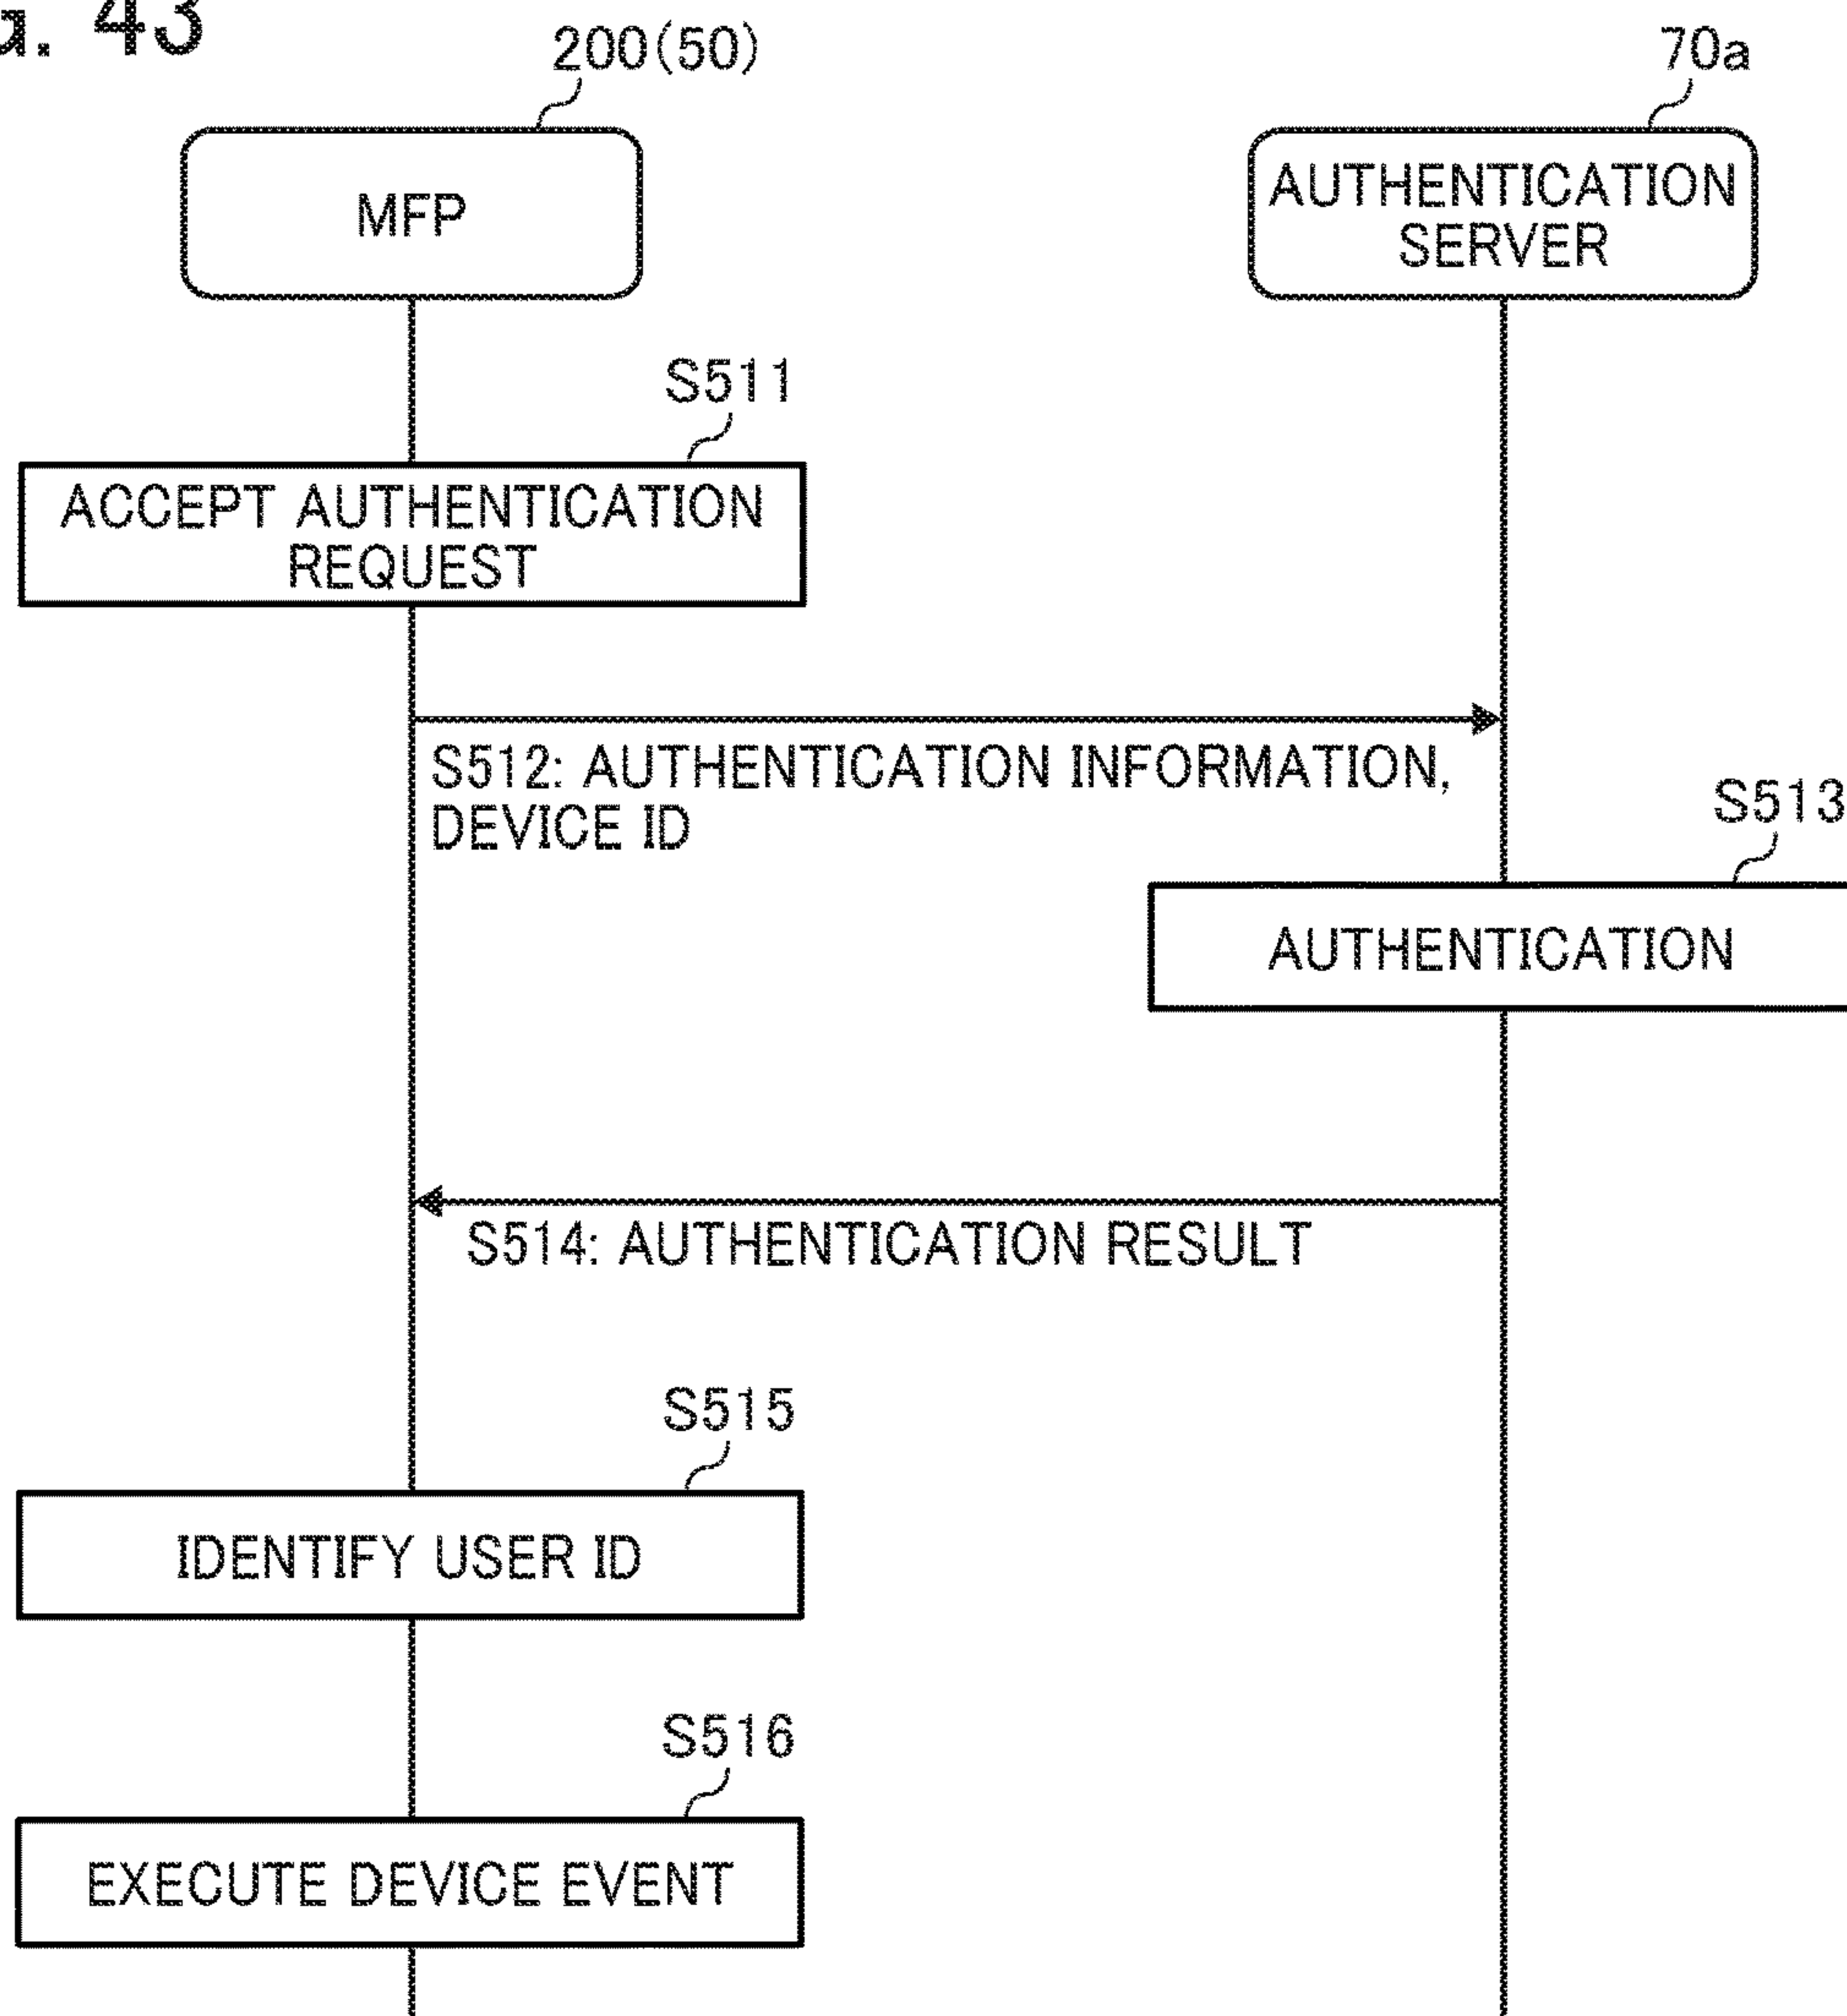 43
200(50)
70a
MFP
AUTHENTICATION
SERVER
S511
ACCEPT AUTHENTICATION
REQUEST
S512: AUTHENTICATION INFORMATION,
DEVICE ID
S513
AUTHENTICATION
S514: AUTHENTICATION RESULT
S515
IDENTIFY USER ID
S516
EXECUTE DEVICE EVENT